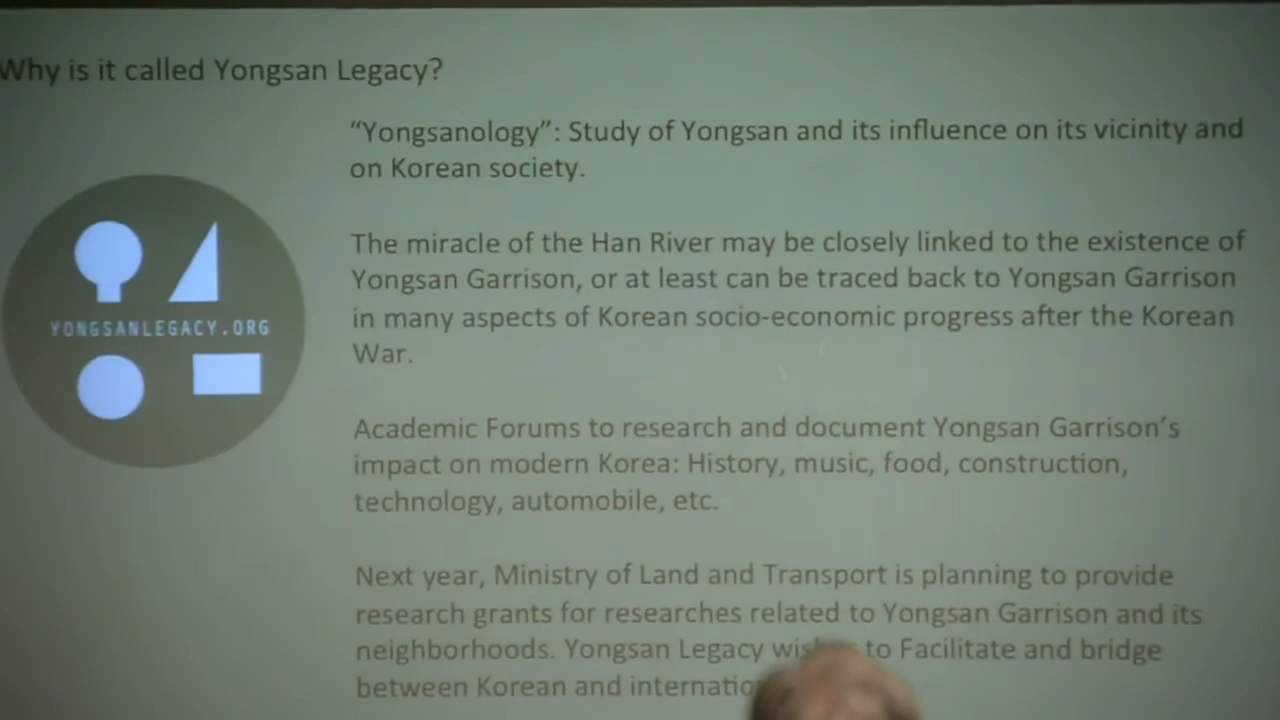 Why is it called Yongsan Legacy?
“Yongsanology”: Study of Yongsan and its influence on its vicinity and
on Korean society.
The miracle of the Han River may be closely linked to the existence of
Yongsan Garrison, or at least can be traced back to Yongsan Garrison
in many aspects of Korean socio-economic progress after the Korean
War.
YONGSANLEGACY.ORG
Academic Forums to research and document Yongsan Garrison’s
impact on modern Korea: History, music, food, construction,
technology, automobile, etc.
Next year, Ministry of Land and Transport is planning to provide
research grants for researches related to Yongsan Garrison and its
neighborhoods. Yongsan Legacy to Facilitate and bridge
between Korean and